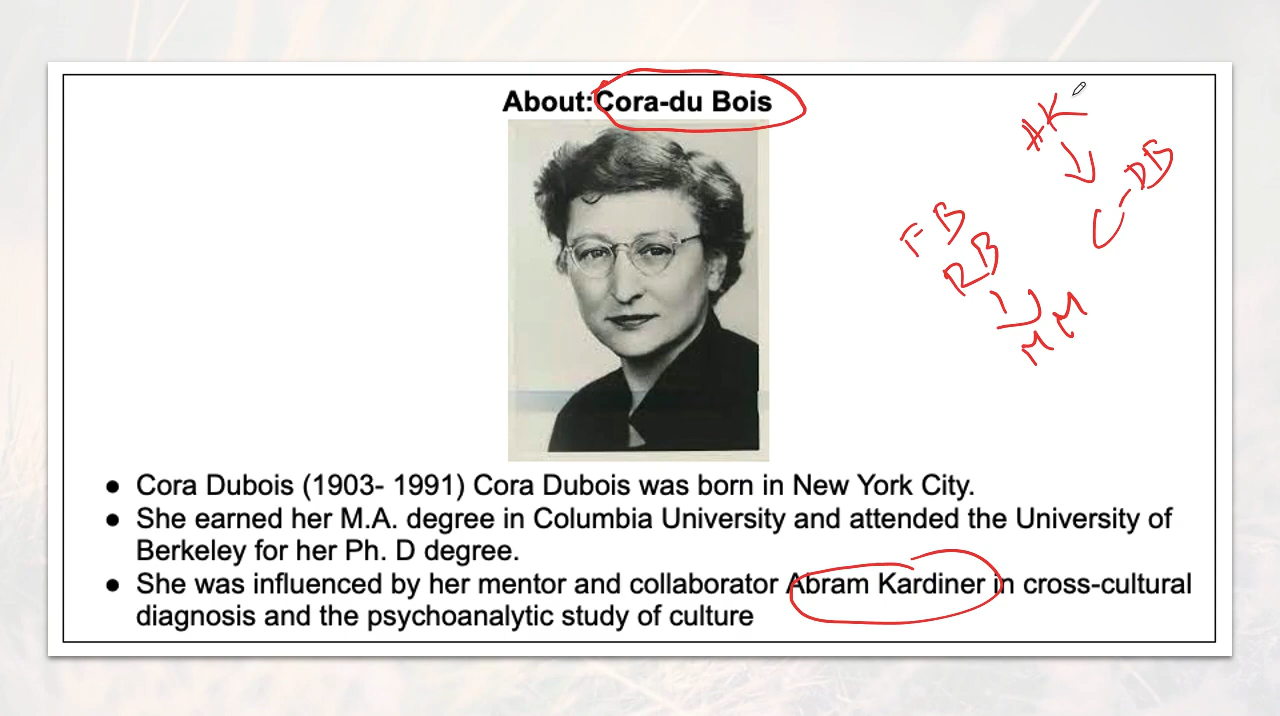 About:Cora-du Bois
AK
C-DB
FB
RB
MM
● Cora Dubois (1903- 1991) Cora Dubois was born in New York City.
● She earned her M.A. degree in Columbia University and attended the University of
Berkeley for her Ph. D degree.
● She was influenced by her mentor and collaborator Abram Kardiner in cross-cultural
diagnosis and the psychoanalytic study of culture